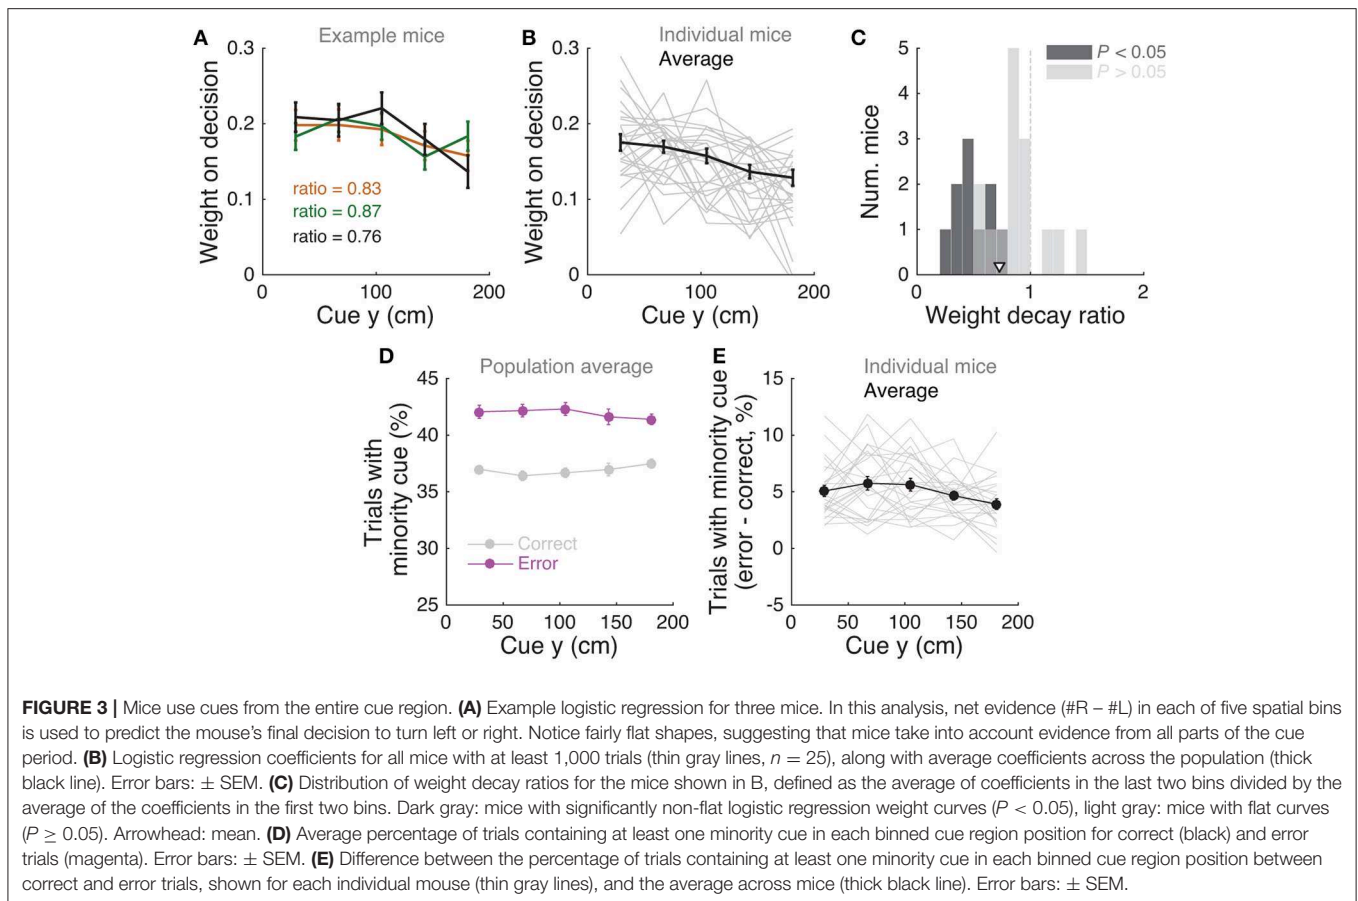 A
Example mice
Weight on decision
0.3
0.2
0.1
0
ratio = 0.83
ratio = 0.87
ratio = 0.76
0 100 200
Cue y (cm)
B
Individual mice
Average
Weight on decision
0.3
0.2
0.1
0
0 100 200
Cue y (cm)
C
P < 0.05
P > 0.05
Num. mice
5
4
3
2
1
0
0 1 2
Weight decay ratio
D
Population average
Trials with
minority cue (%)
45
40
35
30
25
Correct
Error
0 50 100 150 200
Cue y (cm)
E
Individual mice
Average
Trials with minority cue
(error - correct, %)
15
10
5
0
-5
0 50 100 150 200
Cue y (cm)
FIGURE 3 | Mice use cues from the entire cue region. (A) Example logistic regression for three mice. In this analysis, net evidence (#R – #L) in each of five spatial bins
is used to predict the mouse's final decision to turn left or right. Notice fairly flat shapes, suggesting that mice take into account evidence from all parts of the cue
period. (B) Logistic regression coefficients for all mice with at least 1,000 trials (thin gray lines, n = 25), along with average coefficients across the population (thick
black line). Error bars: ± SEM. (C) Distribution of weight decay ratios for the mice shown in B, defined as the average of coefficients in the last two bins divided by the
average of the coefficients in the first two bins. Dark gray: mice with significantly non-flat logistic regression weight curves (P < 0.05), light gray: mice with flat curves
(P ≥ 0.05). Arrowhead: mean. (D) Average percentage of trials containing at least one minority cue in each binned cue region position for correct (black) and error
trials (magenta). Error bars: ± SEM. (E) Difference between the percentage of trials containing at least one minority cue in each binned cue region position between
correct and error trials, shown for each individual mouse (thin gray lines), and the average across mice (thick black line). Error bars: ± SEM.